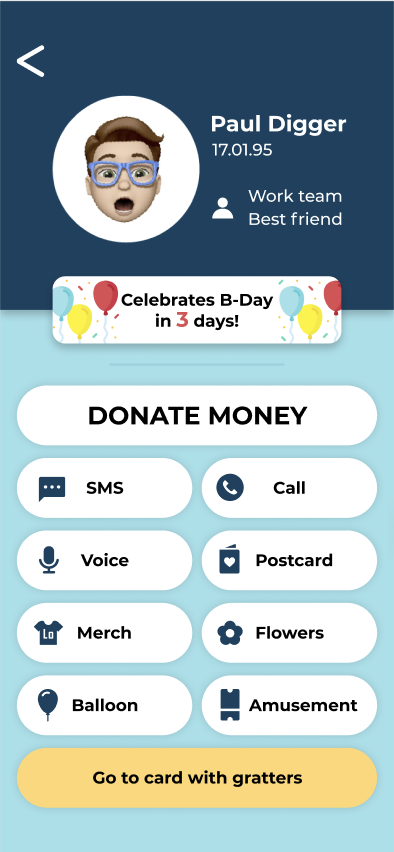 Paul Digger
17.01.95
Work team
Best friend
Celebrates B-Day
in 3 days!
DONATE MONEY
SMS
Call
Voice
Postcard
Lo
Merch
Flowers
Balloon
Amusement
Go to card with gratters